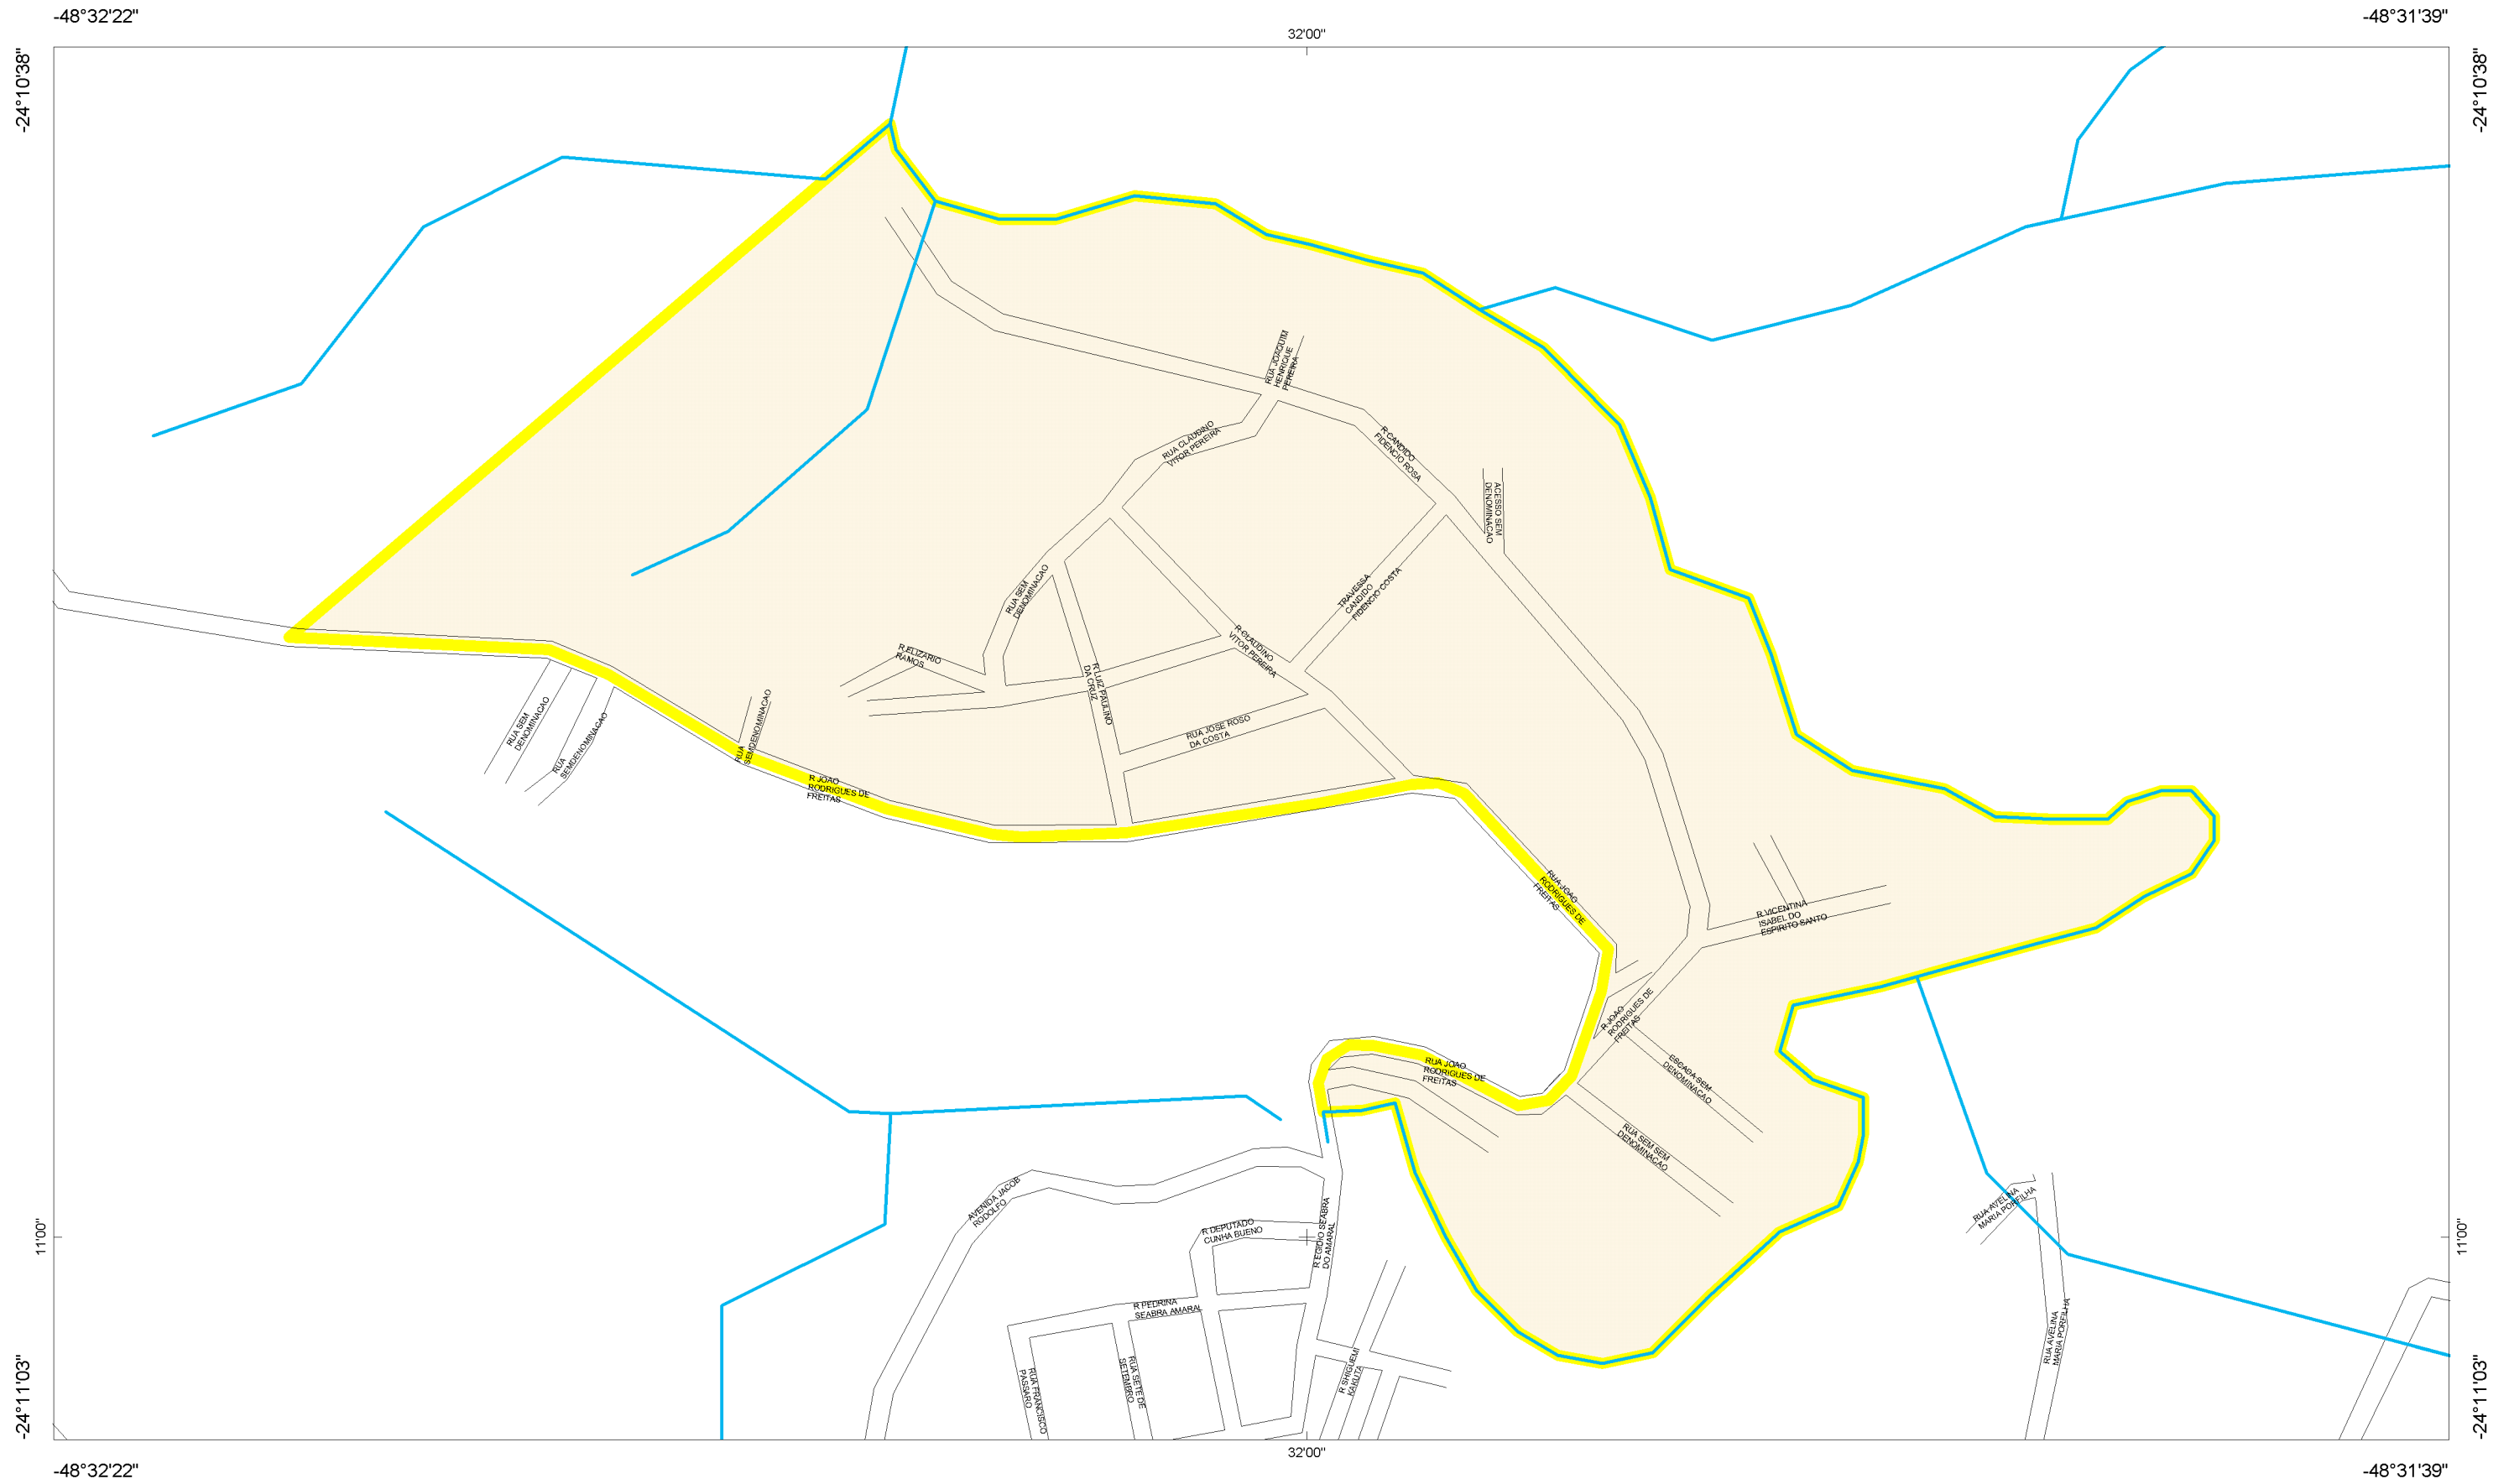 -48°32'22"
-48°31'39"
32'00"
-24°10'38"
-24°10'38"
RUA JOAQUIM
HENRIQUE
PEREIRA
RUA CLAUDINO
VITOR PEREIRA
R CANDIDO
FIDENCIO ROSA
ACESSO SEM
DENOMINACAO
RUA SEM
DENOMINACAO
TRAVESSA
CANDIDO
FIDENCIO COSTA
R ELIZARIO
RAMOS
R CLAUDINO
VITOR PEREIRA
R LUIZ PAULINO
DA CRUZ
RUA JOSE ROSO
DA COSTA
RUA SEM
DENOMINACAO
RUA
SEMDENOMINACAO
RUA
SEMDENOMINACAO
R JOAO
RODRIGUES DE
FREITAS
RUA JOAO
RODRIGUES DE
FREITAS
R VICENTINA
ISABEL DO
ESPIRITO SANTO
R JOAO
RODRIGUES DE
FREITAS
RUA JOAO
RODRIGUES DE
FREITAS
ESCADA SEM
DENOMINACAO
RUA SEM SEM
DENOMINACAO
AVENIDA JACOB
RODOLFO
R DEPUTADO
CUNHA BUENO
R EGIDIO SEABRA
DO AMARAL
RUA AVELINA
MARIA PORFILHA
11'00"
11'00"
R PEDRINA
SEABRA AMARAL
RUA FRANCISCO
PASSARO
RUA SETE DE
SETEMBRO
R SHIGUEMI
KAKUTA
RUA AVELINA
MARIA PORFILHA
-24°11'03"
-24°11'03"
32'00"
-48°32'22"
-48°31'39"